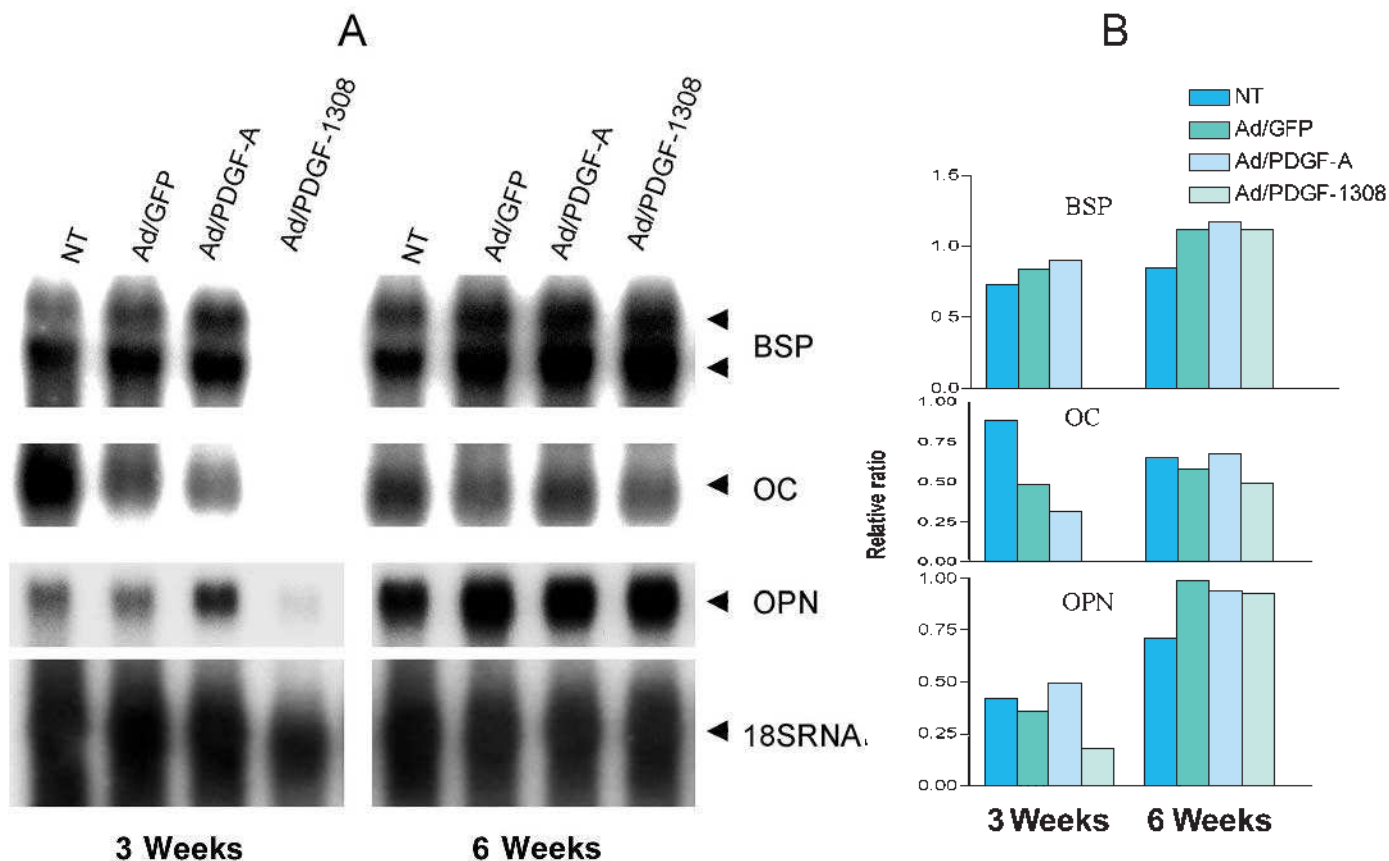 A
NT Ad/GFP Ad/PDGF-A Ad/PDGF-1308
NT Ad/GFP Ad/PDGF-A Ad/PDGF-1308
BSP
OC
OPN
18SRNA
3 Weeks 6 Weeks
B
NT
Ad/GFP
Ad/PDGF-A
Ad/PDGF-1308
Relative ratio
BSP
1.5
1.0
0.5
0.0
OC
1.00
0.75
0.50
0.25
0.00
OPN
1.00
0.75
0.50
0.25
0.00
3 Weeks 6 Weeks